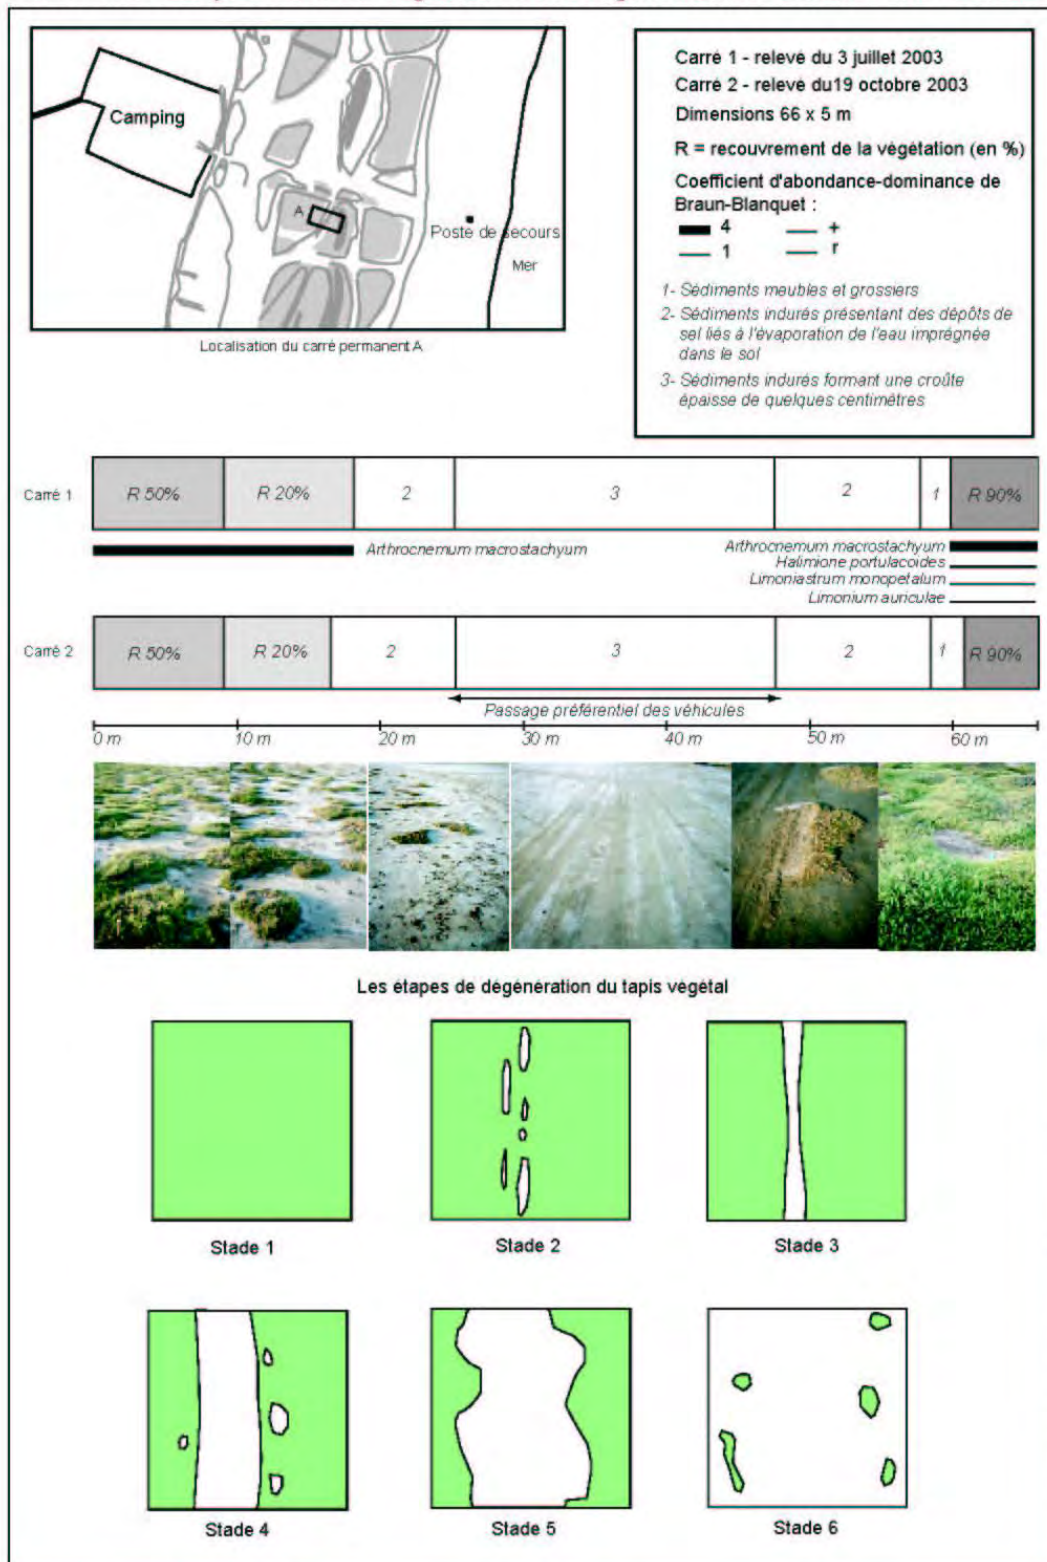 Camping
A
Poste de secours
Mer
Localisation du carré permanent A
Carré 1 - relevé du 3 juillet 2003
Carré 2 - relevé du19 octobre 2003
Dimensions 66 x 5 m
R = recouvrement de la végétation (en %)
Coefficient d'abondance-dominance de
Braun-Blanquet :
4 +
1 r
1- Sédiments meubles et grossiers
2- Sédiments indurés présentant des dépôts de
sel liés à l'évaporation de l'eau imprégnée
dans le sol
3- Sédiments indurés formant une croûte
épaisse de quelques centimètres
Carré 1 R 50% R 20% 2 3 2 1 R 90%
Arthrocnemum macrostachyum
Arthrocnemum macrostachyum
Halimione portulacoides
Limoniastrum monopetalum
Limonium auriculae
Carré 2 R 50% R 20% 2 3 2 1 R 90%
Passage préférentiel des véhicules
0 m 10 m 20 m 30 m 40 m 50 m 60 m
Les étapes de dégénération du tapis végétal
Stade 1 Stade 2 Stade 3
Stade 4 Stade 5 Stade 6